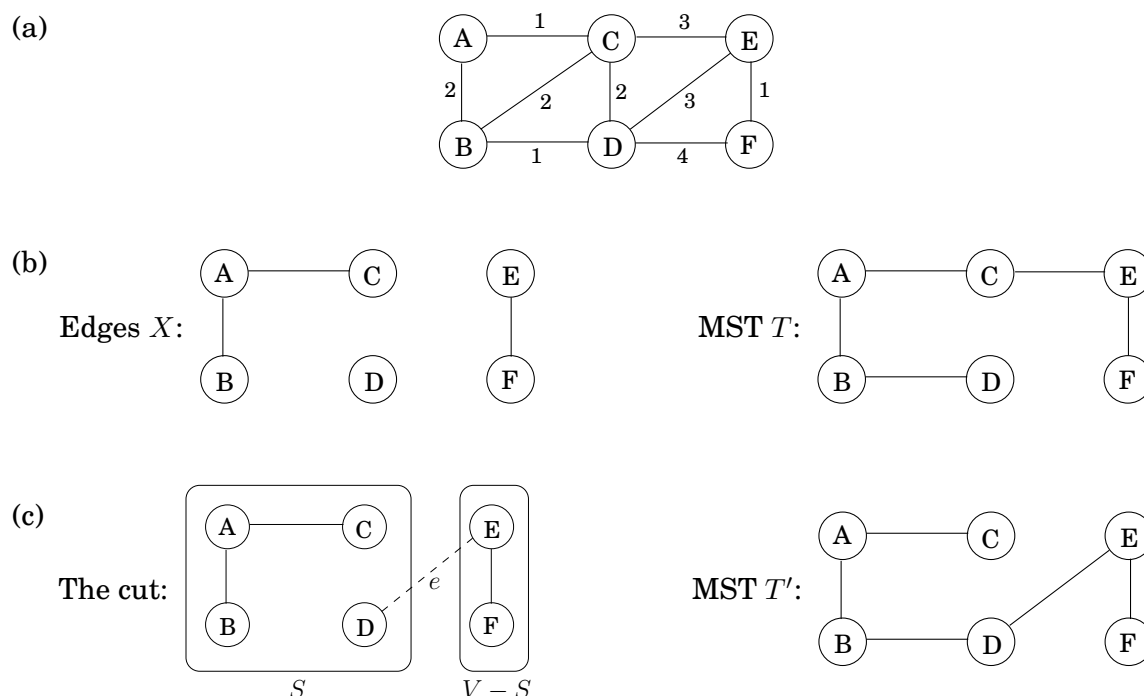 (a)
1 3
A C E
2 2 2 3 1
B D F
1 4
(b)
A C E
Edges X:
B D F
A C E
MST T:
B D F
(c)
A C E
The cut: e
B D F
S V − S
A C E
MST T′:
B D F